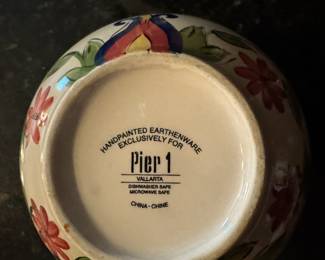 HANDPAINTED EARTHENWARE
EXCLUSIVELY FOR
Pier 1
VALLARTA
DISHWASHER SAFE
MICROWAVE SAFE
CHINA - CHINE